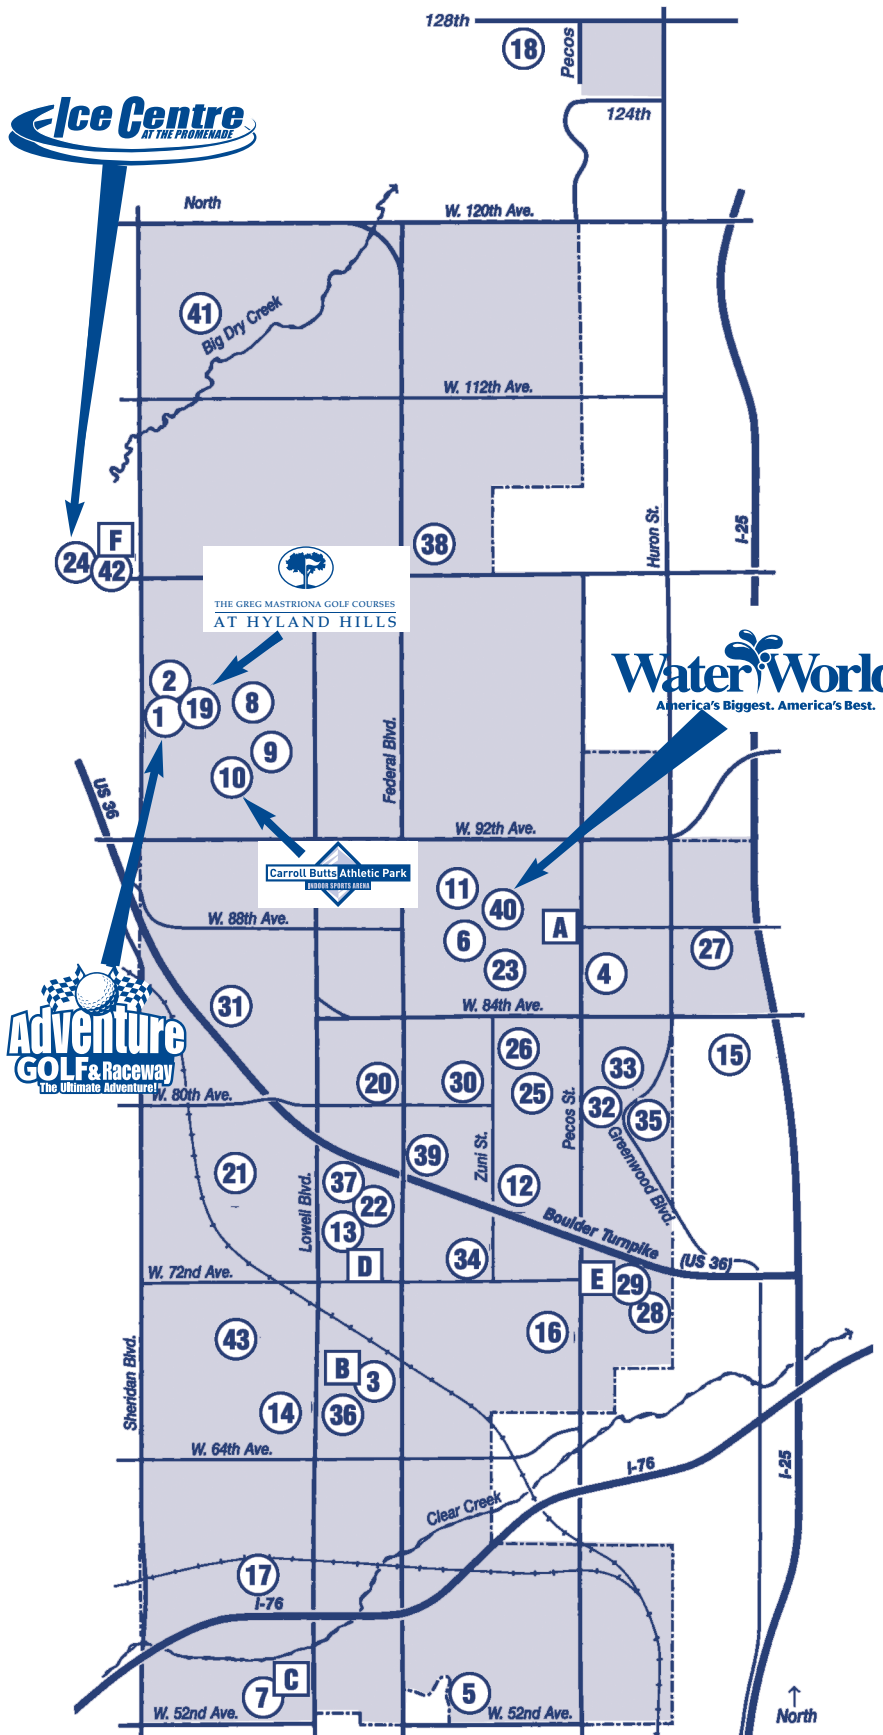 128th
18
Pecos
124th
Ice Centre
AT THE PROMENADE
North
W. 120th Ave.
41
Big Dry Creek
W. 112th Ave.
Huron St.
I-25
F
24
42
38
THE GREG MASTRIONA GOLF COURSES
AT HYLAND HILLS
Water World
America's Biggest. America's Best.
2
1
19
8
9
10
Federal Blvd.
US 36
W. 92th Ave.
Carroll Butts Athletic Park
INDOOR SPORTS ARENA
11
40
6
A
W. 88th Ave.
23
4
27
31
W. 84th Ave.
Adventure
GOLF & Raceway
The Ultimate Adventure!
W. 80th Ave.
20
30
26
25
33
32
35
15
Pecos St.
Zuni St.
Greenwood Blvd.
21
39
37
22
13
12
Lowell Blvd.
Boulder Turnpike
(US 36)
D
34
W. 72nd Ave.
E
29
28
43
16
B
3
14
36
Sheridan Blvd.
W. 64th Ave.
I-76
I-25
Clear Creek
17
I-76
C
7
5
W. 52nd Ave.
W. 52nd Ave.
North